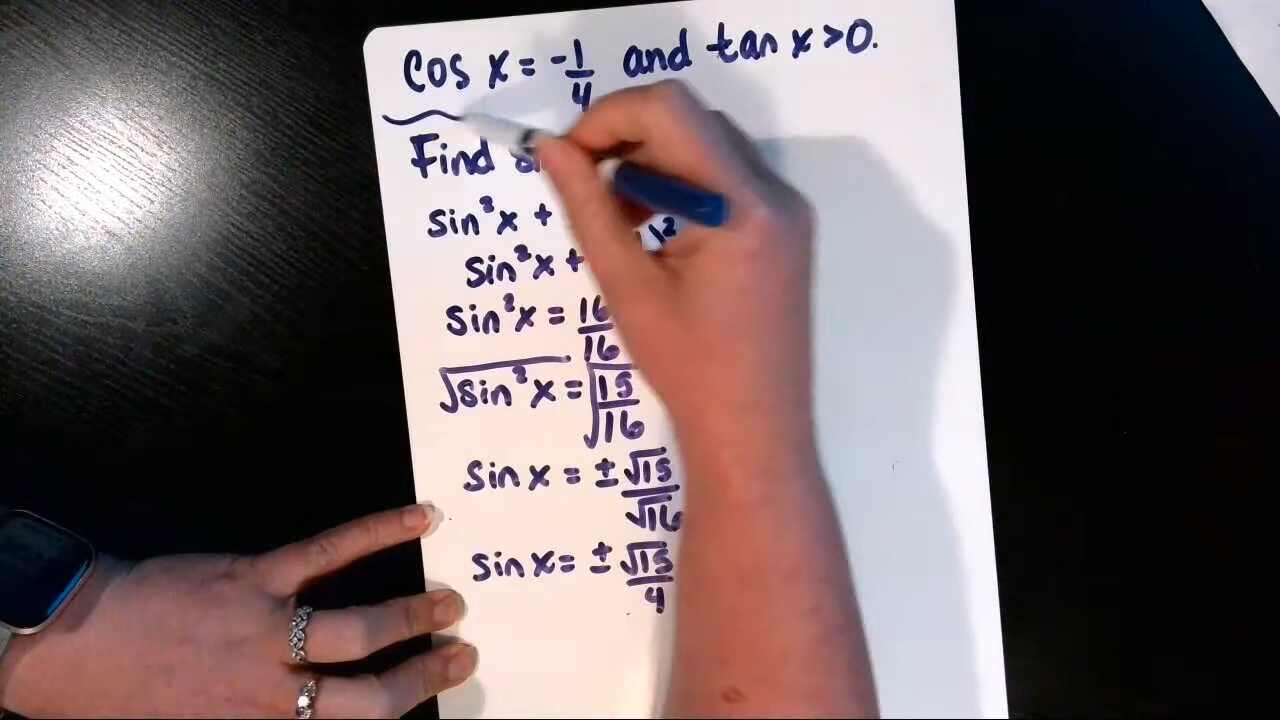 cos x = -1/4 and tan x > 0.
Find
sin²x + 1²
sin²x +
sin²x = 16/16
√sin²x = √15/16
sin x = ± √15/√16
sin x = ± √15/4